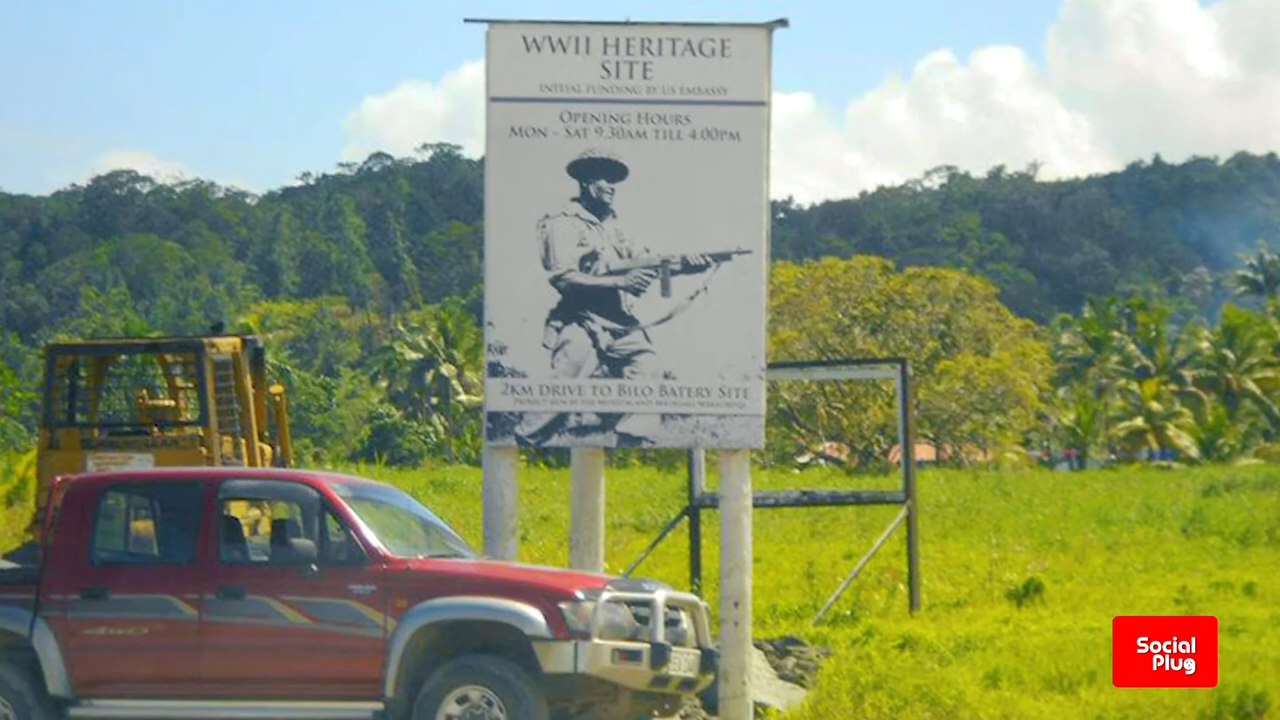 WWII HERITAGE
SITE
INITIAL FUNDING BY US EMBASSY
OPENING HOURS
MON - SAT 9.30AM TILL 4.00PM
2KM DRIVE TO BILO BATERY SITE
4WD
Social
Plug